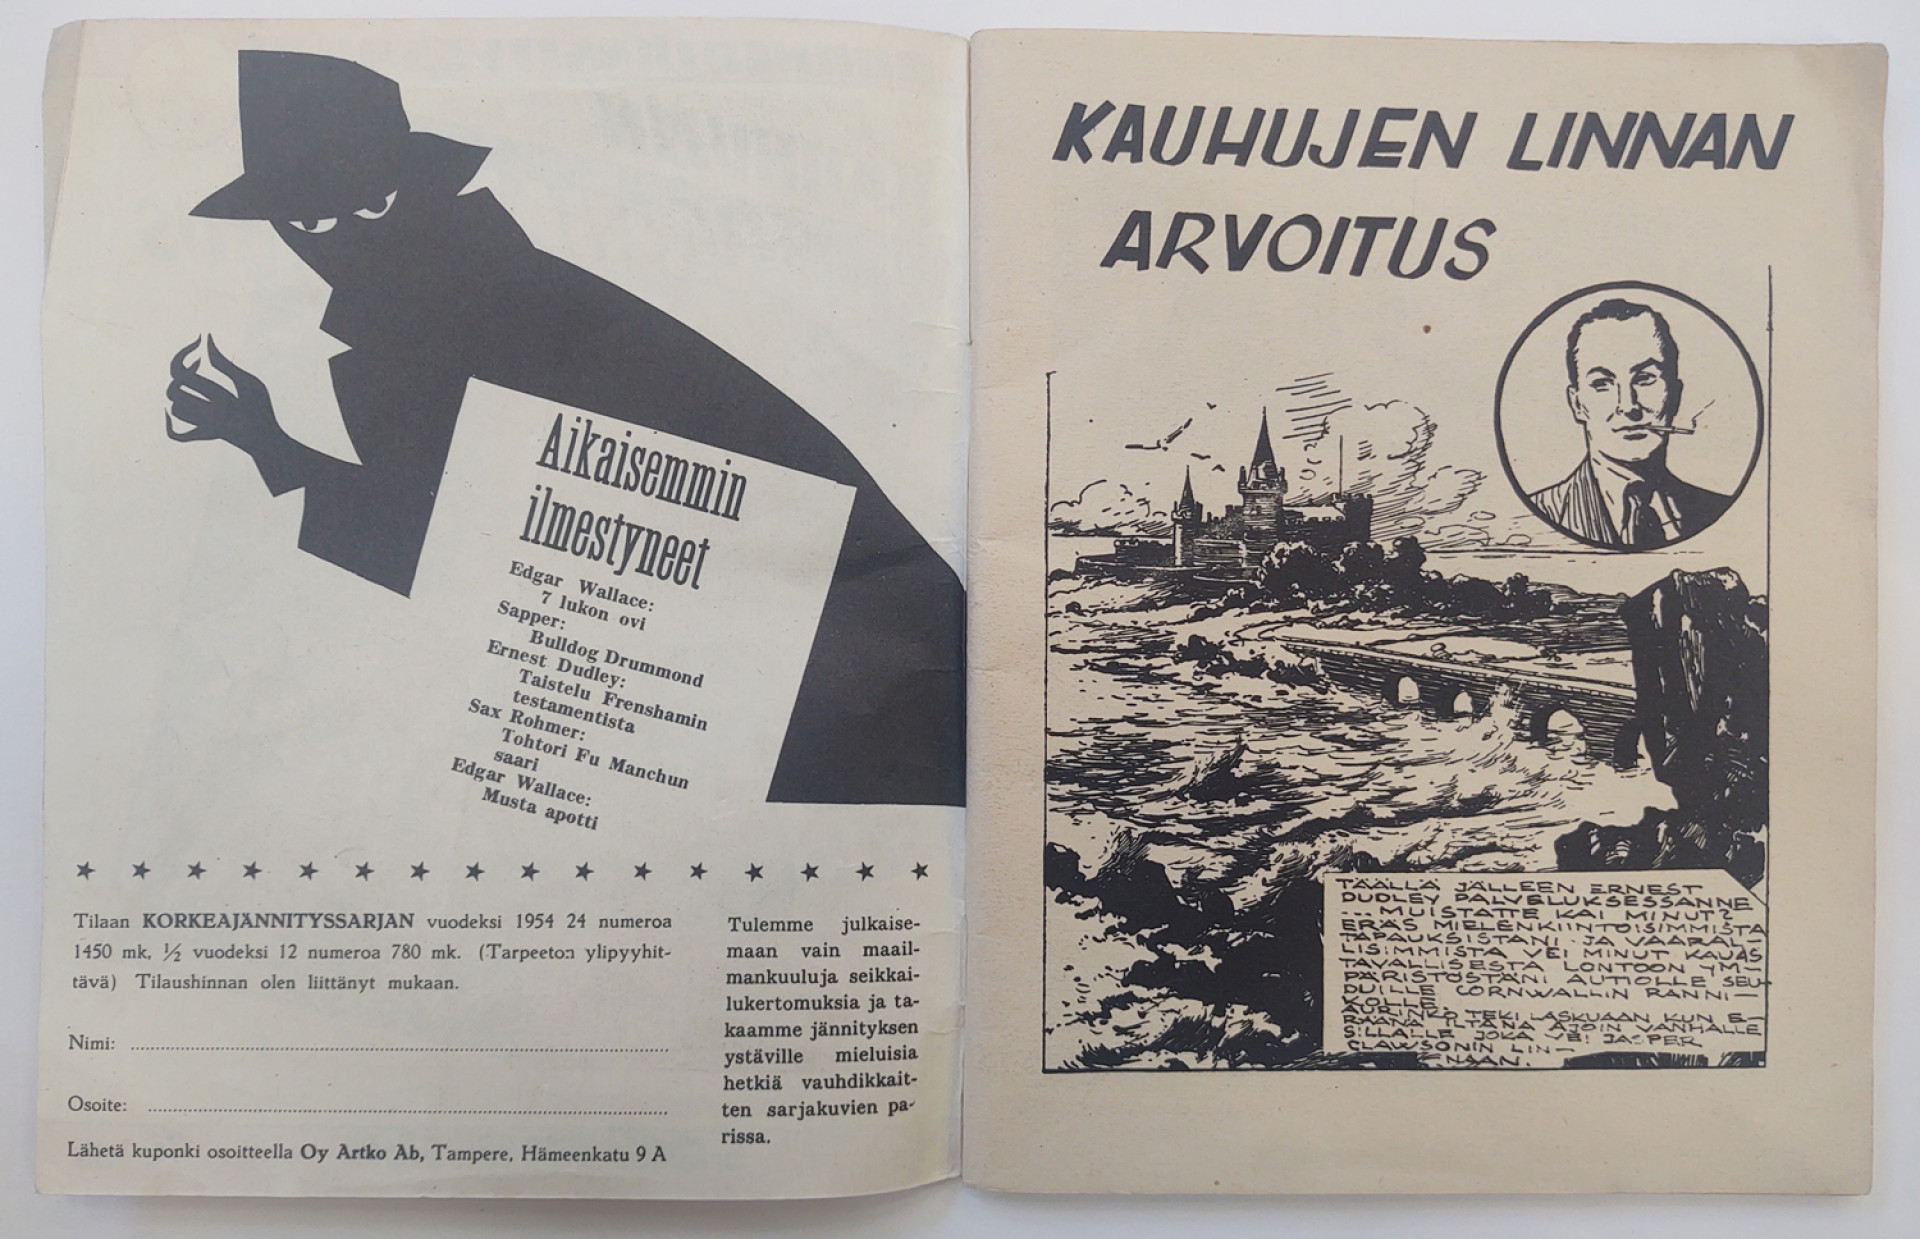 Aikaisemmin
ilmestyneet
Edgar Wallace:
7 lukon ovi
Sapper:
Bulldog Drummond
Ernest Dudley:
Taistelu Frenshamin
testamentista
Sax Rohmer:
Tohtori Fu Manchun
saari
Edgar Wallace:
Musta apotti
Tilaan KORKEAJÄNNITYSSARJAN vuodeksi 1954 24 numeroa
1450 mk, ½ vuodeksi 12 numeroa 780 mk. (Tarpeeton ylipyyhit-
tävä) Tilaushinnan olen liittänyt mukaan.
Nimi:
Osoite:
Lähetä kuponki osoitteella Oy Artko Ab, Tampere, Hämeenkatu 9 A
Tulemme julkaise-
maan vain maail-
mankuuluja seikkai-
lukertomuksia ja ta-
kaamme jännityksen
ystäville mieluisia
hetkiä vauhdikkait-
ten sarjakuvien pa-
rissa.
KAUHUJEN LINNAN
ARVOITUS
TÄÄLLÄ JÄLLEEN ERNEST
DUDLEY PALVELUKSESSANNE
... MUISTATTE KAI MINUT?
ERÄS MIELENKIINTOISIMMISTA
TAPAUKSISTANI JA VAARAL-
LISIMMISTA VEI MINUT KAUAS
TAVALLISESTA LONTOON YM-
PÄRISTÖSTÄNI AUTIOLLE SEU-
DUILLE CORNWALLIN RANNI-
KOLLE.
TEKI LASKUAAN KUN E-
RÄÄNÄ ILTANA AJOIN VANHALLE
SILLALLE, JOKA VEI JASPER
CLAWSONIN LIN-
NAAN.